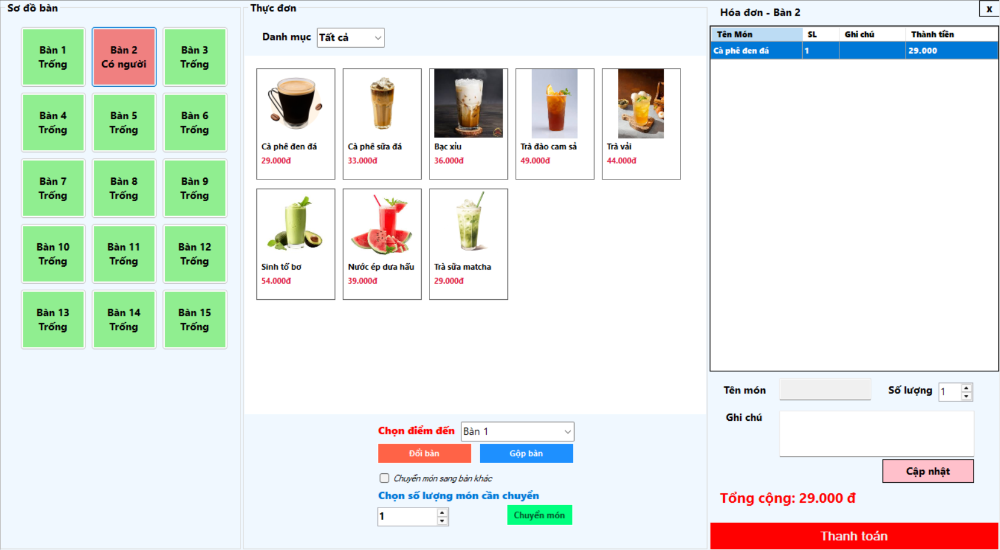 Sơ đồ bàn
Bàn 1
Trống
Bàn 2
Có người
Bàn 3
Trống
Bàn 4
Trống
Bàn 5
Trống
Bàn 6
Trống
Bàn 7
Trống
Bàn 8
Trống
Bàn 9
Trống
Bàn 10
Trống
Bàn 11
Trống
Bàn 12
Trống
Bàn 13
Trống
Bàn 14
Trống
Bàn 15
Trống
Thực đơn
Danh mục Tất cả
Cà phê đen đá
29.000đ
Cà phê sữa đá
33.000đ
Bạc xỉu
36.000đ
Trà đào cam sả
49.000đ
Trà vải
44.000đ
Sinh tố bơ
54.000đ
Nước ép dưa hấu
39.000đ
Trà sữa matcha
29.000đ
Chọn điểm đến Bàn 1
Đổi bàn Gộp bàn
Chuyển món sang bàn khác
Chọn số lượng món cần chuyển
1 Chuyển món
Hóa đơn - Bàn 2
X
Tên Món SL Ghi chú Thành tiền
Cà phê đen đá 1 29.000
Tên món Số lượng 1
Ghi chú
Cập nhật
Tổng cộng: 29.000 đ
Thanh toán